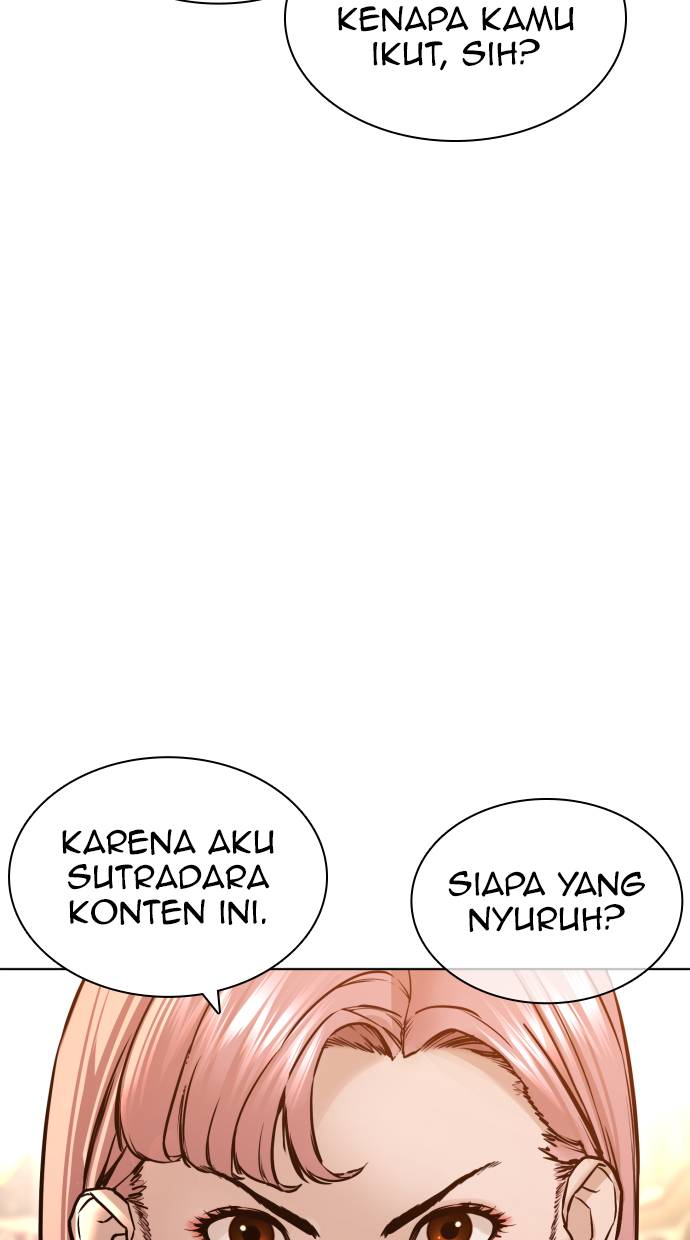 KENAPA KAMU
IKUT, SIH?
KARENA AKU
SUTRADARA
KONTEN INI.
SIAPA YANG
NYURUH?